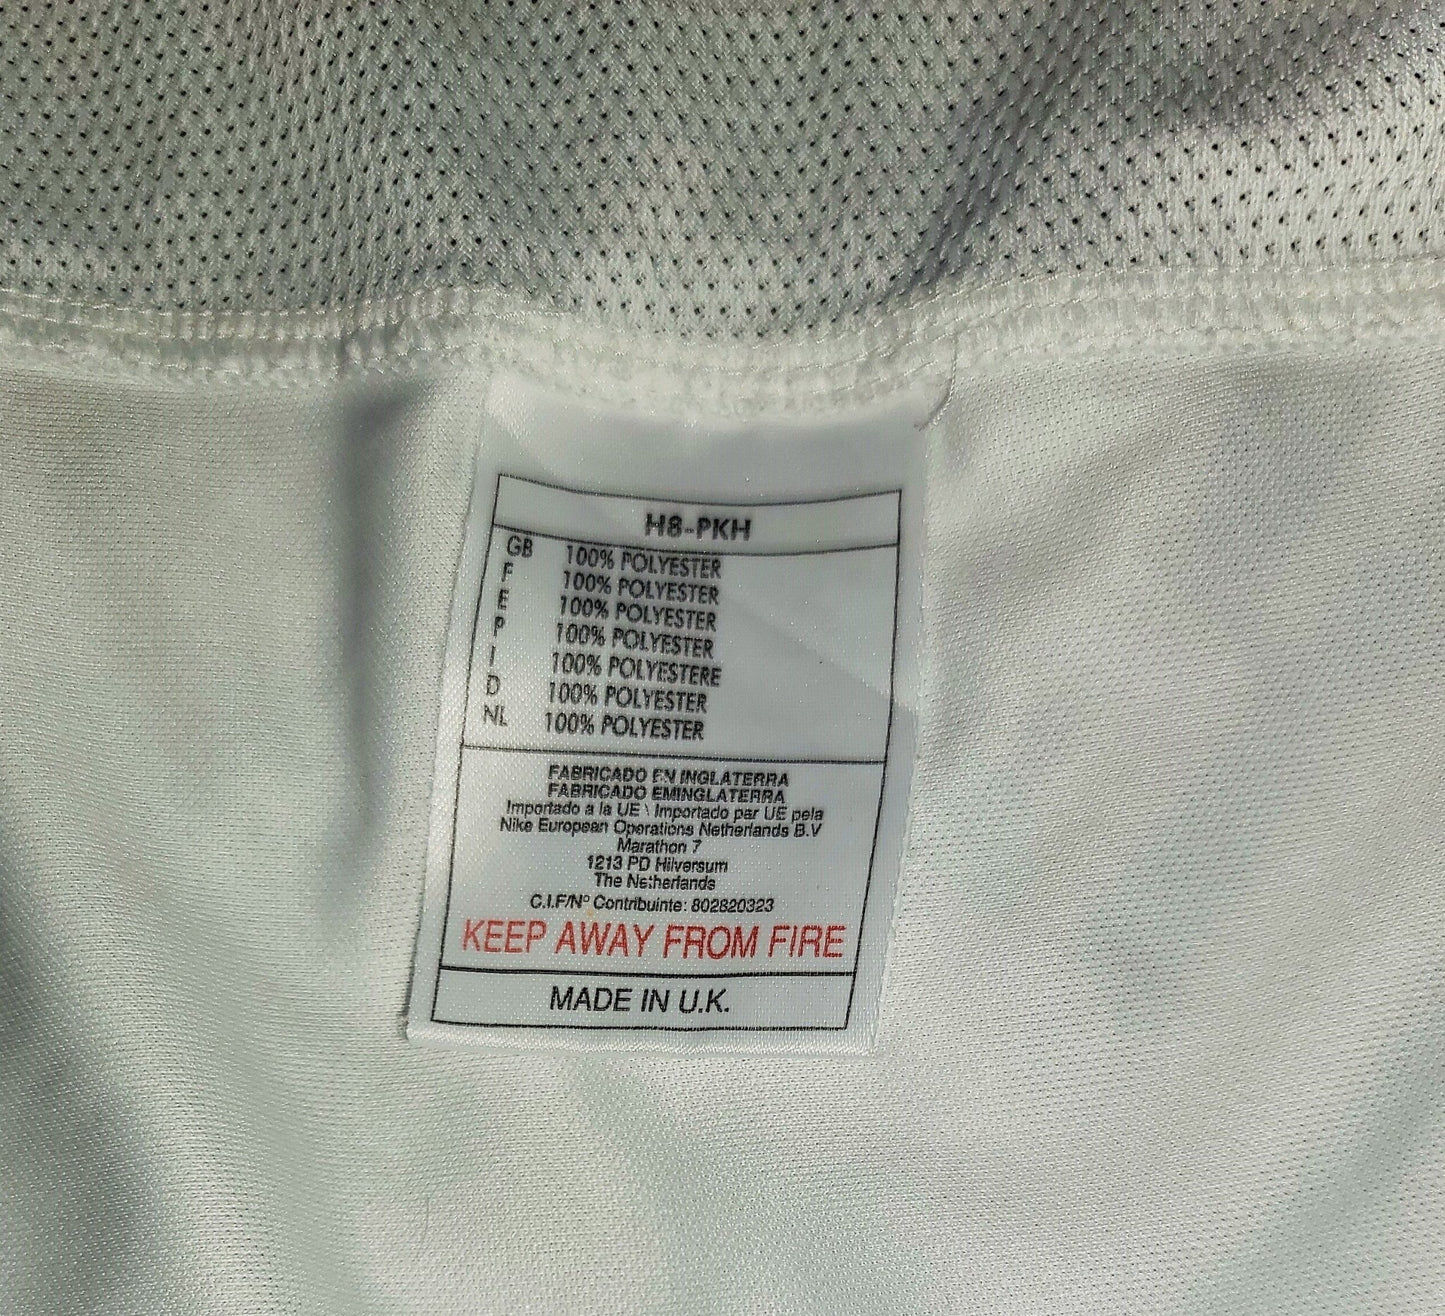 H8-PKH
GB 100% POLYESTER
F 100% POLYESTER
E 100% POLYESTER
P 100% POLYESTER
I 100% POLYESTERE
D 100% POLYESTER
NL 100% POLYESTER
FABRICADO EN INGLATERRA
FABRICADO EMINGLATERRA
Importado a la UE \ Importado par UE pela
Nike European Operations Netherlands B.V
Marathon 7
1213 PD Hilversum
The Netherlands
C.I.F/Nº Contribuinte: 802820323
KEEP AWAY FROM FIRE
MADE IN U.K.